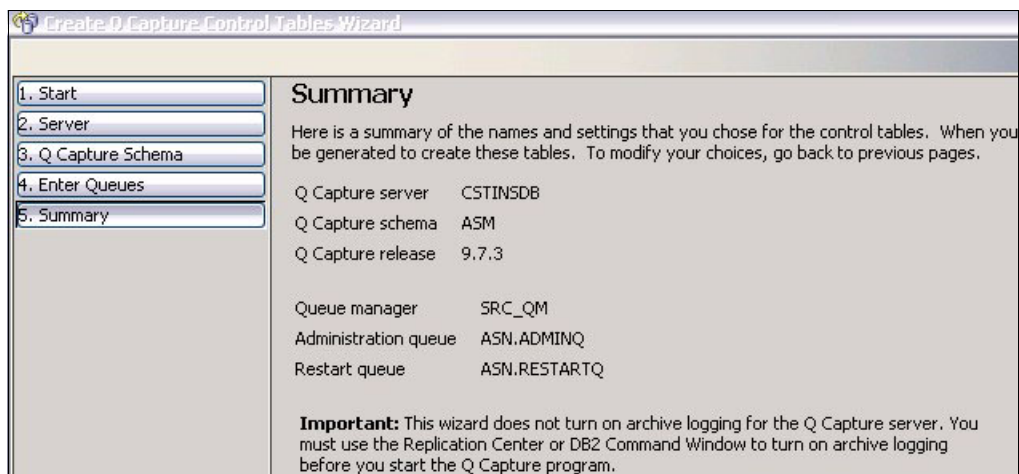 Create Q Capture Control Tables Wizard
1. Start
2. Server
3. Q Capture Schema
4. Enter Queues
5. Summary
Summary
Here is a summary of the names and settings that you chose for the control tables. When you
be generated to create these tables. To modify your choices, go back to previous pages.
Q Capture server CSTINSDB
Q Capture schema ASM
Q Capture release 9.7.3
Queue manager SRC_QM
Administration queue ASN.ADMINQ
Restart queue ASN.RESTARTQ
Important: This wizard does not turn on archive logging for the Q Capture server. You
must use the Replication Center or DB2 Command Window to turn on archive logging
before you start the Q Capture program.